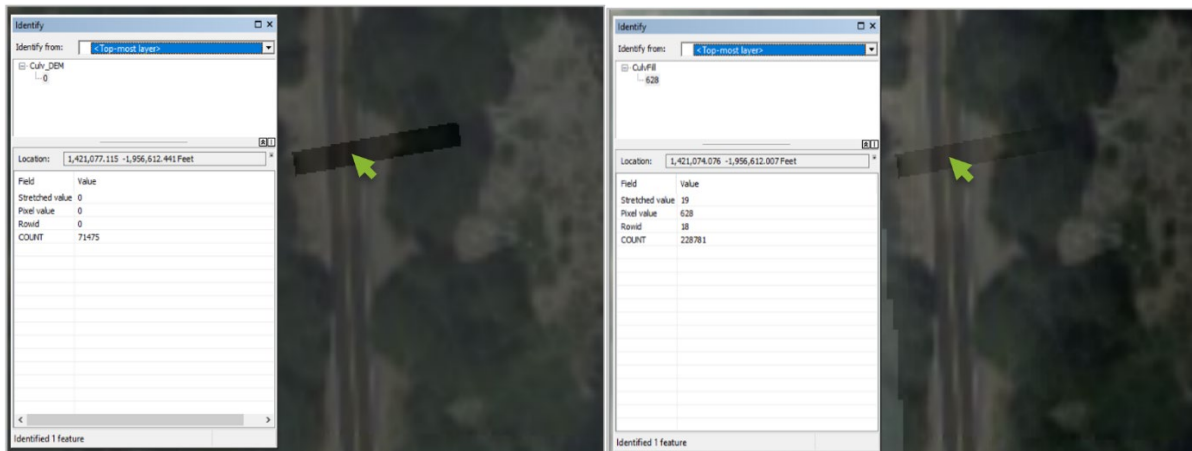 Identify
Identify from: <Top-most layer>
Culv_DEM
0
Location: 1,421,077.115 -1,956,612.441 Feet
Field Value
Stretched value 0
Pixel value 0
Rowid 0
COUNT 71475
Identified 1 feature
Identify
Identify from: <Top-most layer>
CulvFill
628
Location: 1,421,074.076 -1,956,612.007 Feet
Field Value
Stretched value 19
Pixel value 628
Rowid 18
COUNT 228781
Identified 1 feature